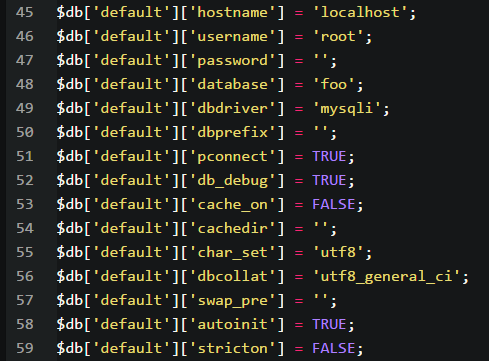 45 $db['default']['hostname'] = 'localhost';
46 $db['default']['username'] = 'root';
47 $db['default']['password'] = '';
48 $db['default']['database'] = 'foo';
49 $db['default']['dbdriver'] = 'mysqli';
50 $db['default']['dbprefix'] = '';
51 $db['default']['pconnect'] = TRUE;
52 $db['default']['db_debug'] = TRUE;
53 $db['default']['cache_on'] = FALSE;
54 $db['default']['cachedir'] = '';
55 $db['default']['char_set'] = 'utf8';
56 $db['default']['dbcollat'] = 'utf8_general_ci';
57 $db['default']['swap_pre'] = '';
58 $db['default']['autoinit'] = TRUE;
59 $db['default']['stricton'] = FALSE;